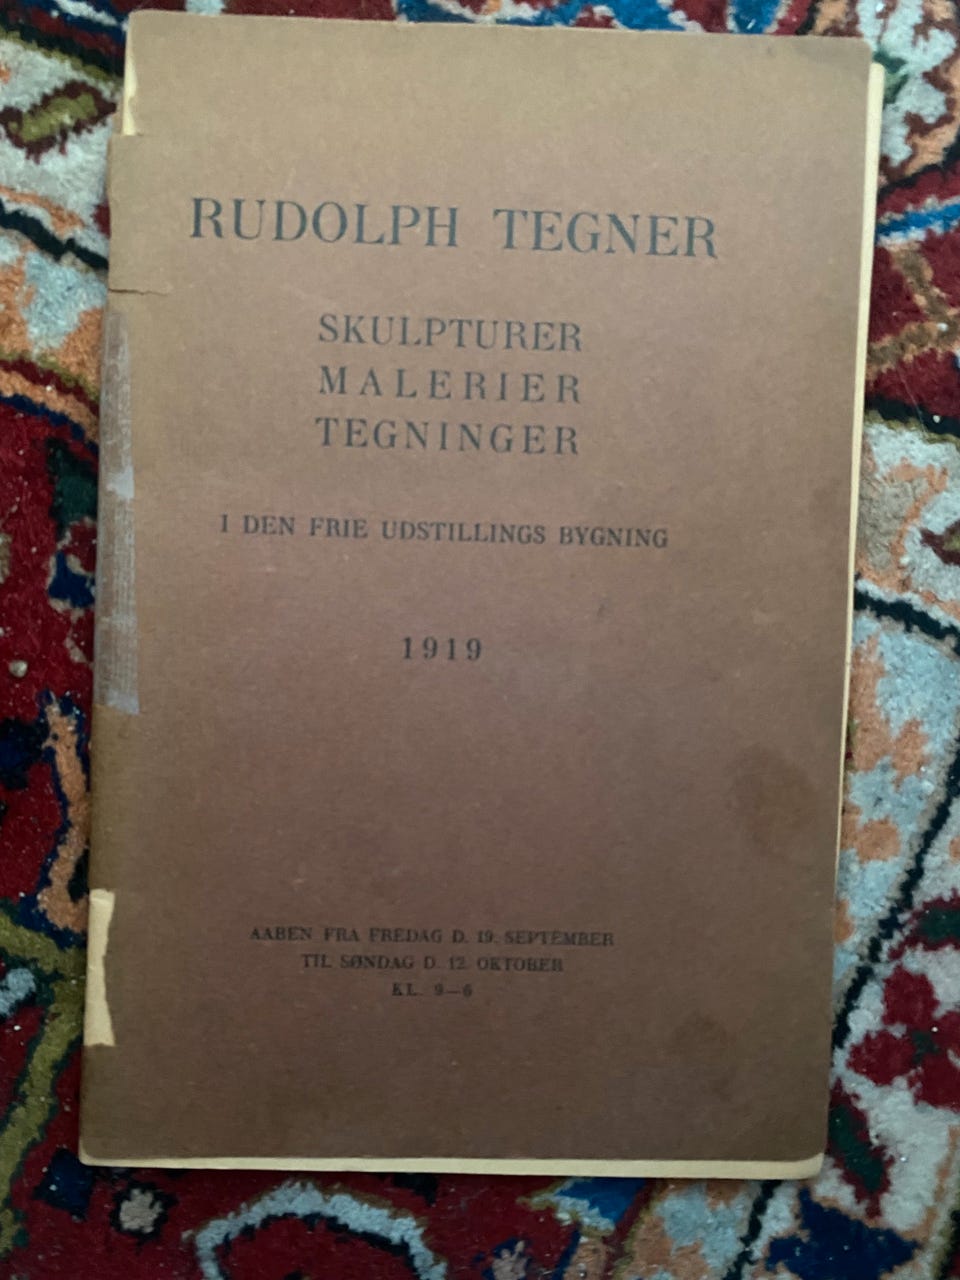 RUDOLPH TEGNER
SKULPTURER
MALERIER
TEGNINGER
I DEN FRIE UDSTILLINGS BYGNING
1919
AABEN FRA FREDAG D. 19. SEPTEMBER
TIL SØNDAG D. 12. OKTOBER
KL. 9—6